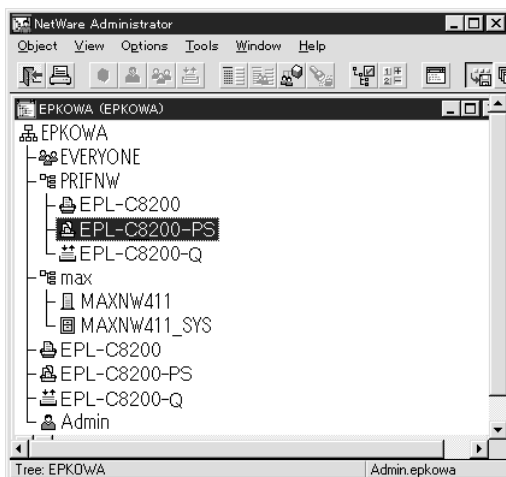 NetWare Administrator
Object View Options Tools Window Help
EPKOWA (EPKOWA)
EPKOWA
EVERYONE
PRIFNW
EPL-C8200
EPL-C8200-PS
EPL-C8200-Q
max
MAXNW411
MAXNW411_SYS
EPL-C8200
EPL-C8200-PS
EPL-C8200-Q
Admin
Tree: EPKOWA Admin.epkowa